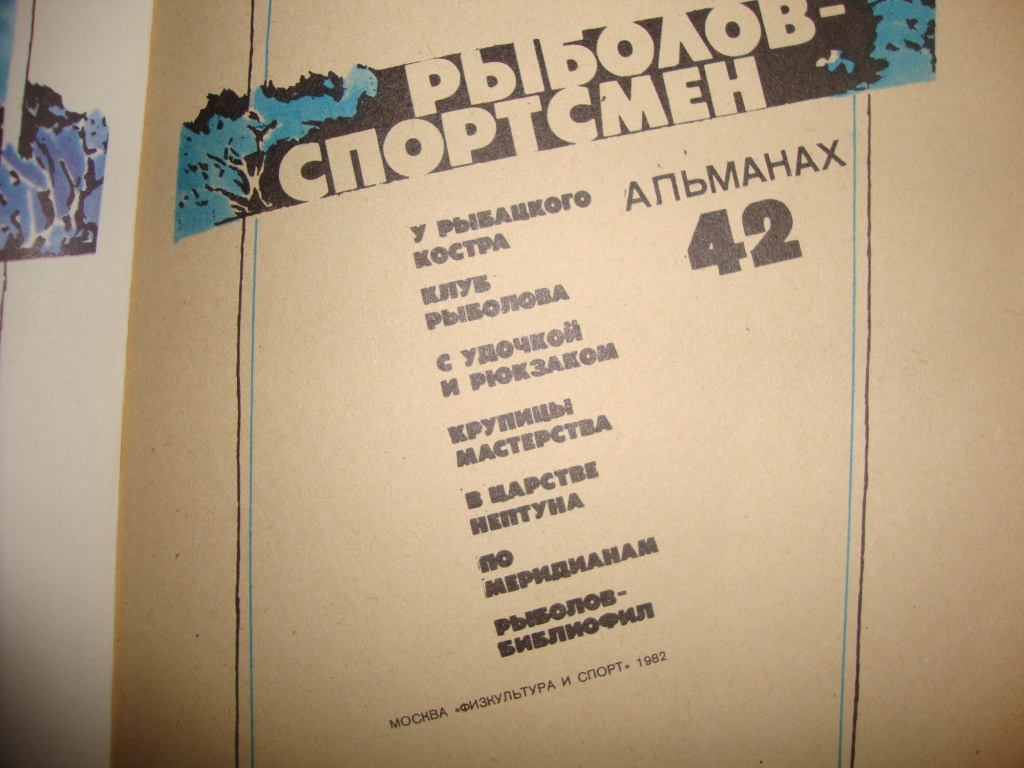 РЫБОЛОВ-
СПОРТСМЕН
АЛЬМАНАХ
42
У РЫБАЦКОГО
КОСТРА
КЛУБ
РЫБОЛОВА
С УДОЧКОЙ
И РЮКЗАКОМ
КРУПИЦЫ
МАСТЕРСТВА
В ЦАРСТВЕ
НЕПТУНА
ПО
МЕРИДИАНАМ
РЫБОЛОВ-
БИБЛИОФИЛ
МОСКВА «ФИЗКУЛЬТУРА И СПОРТ» 1982